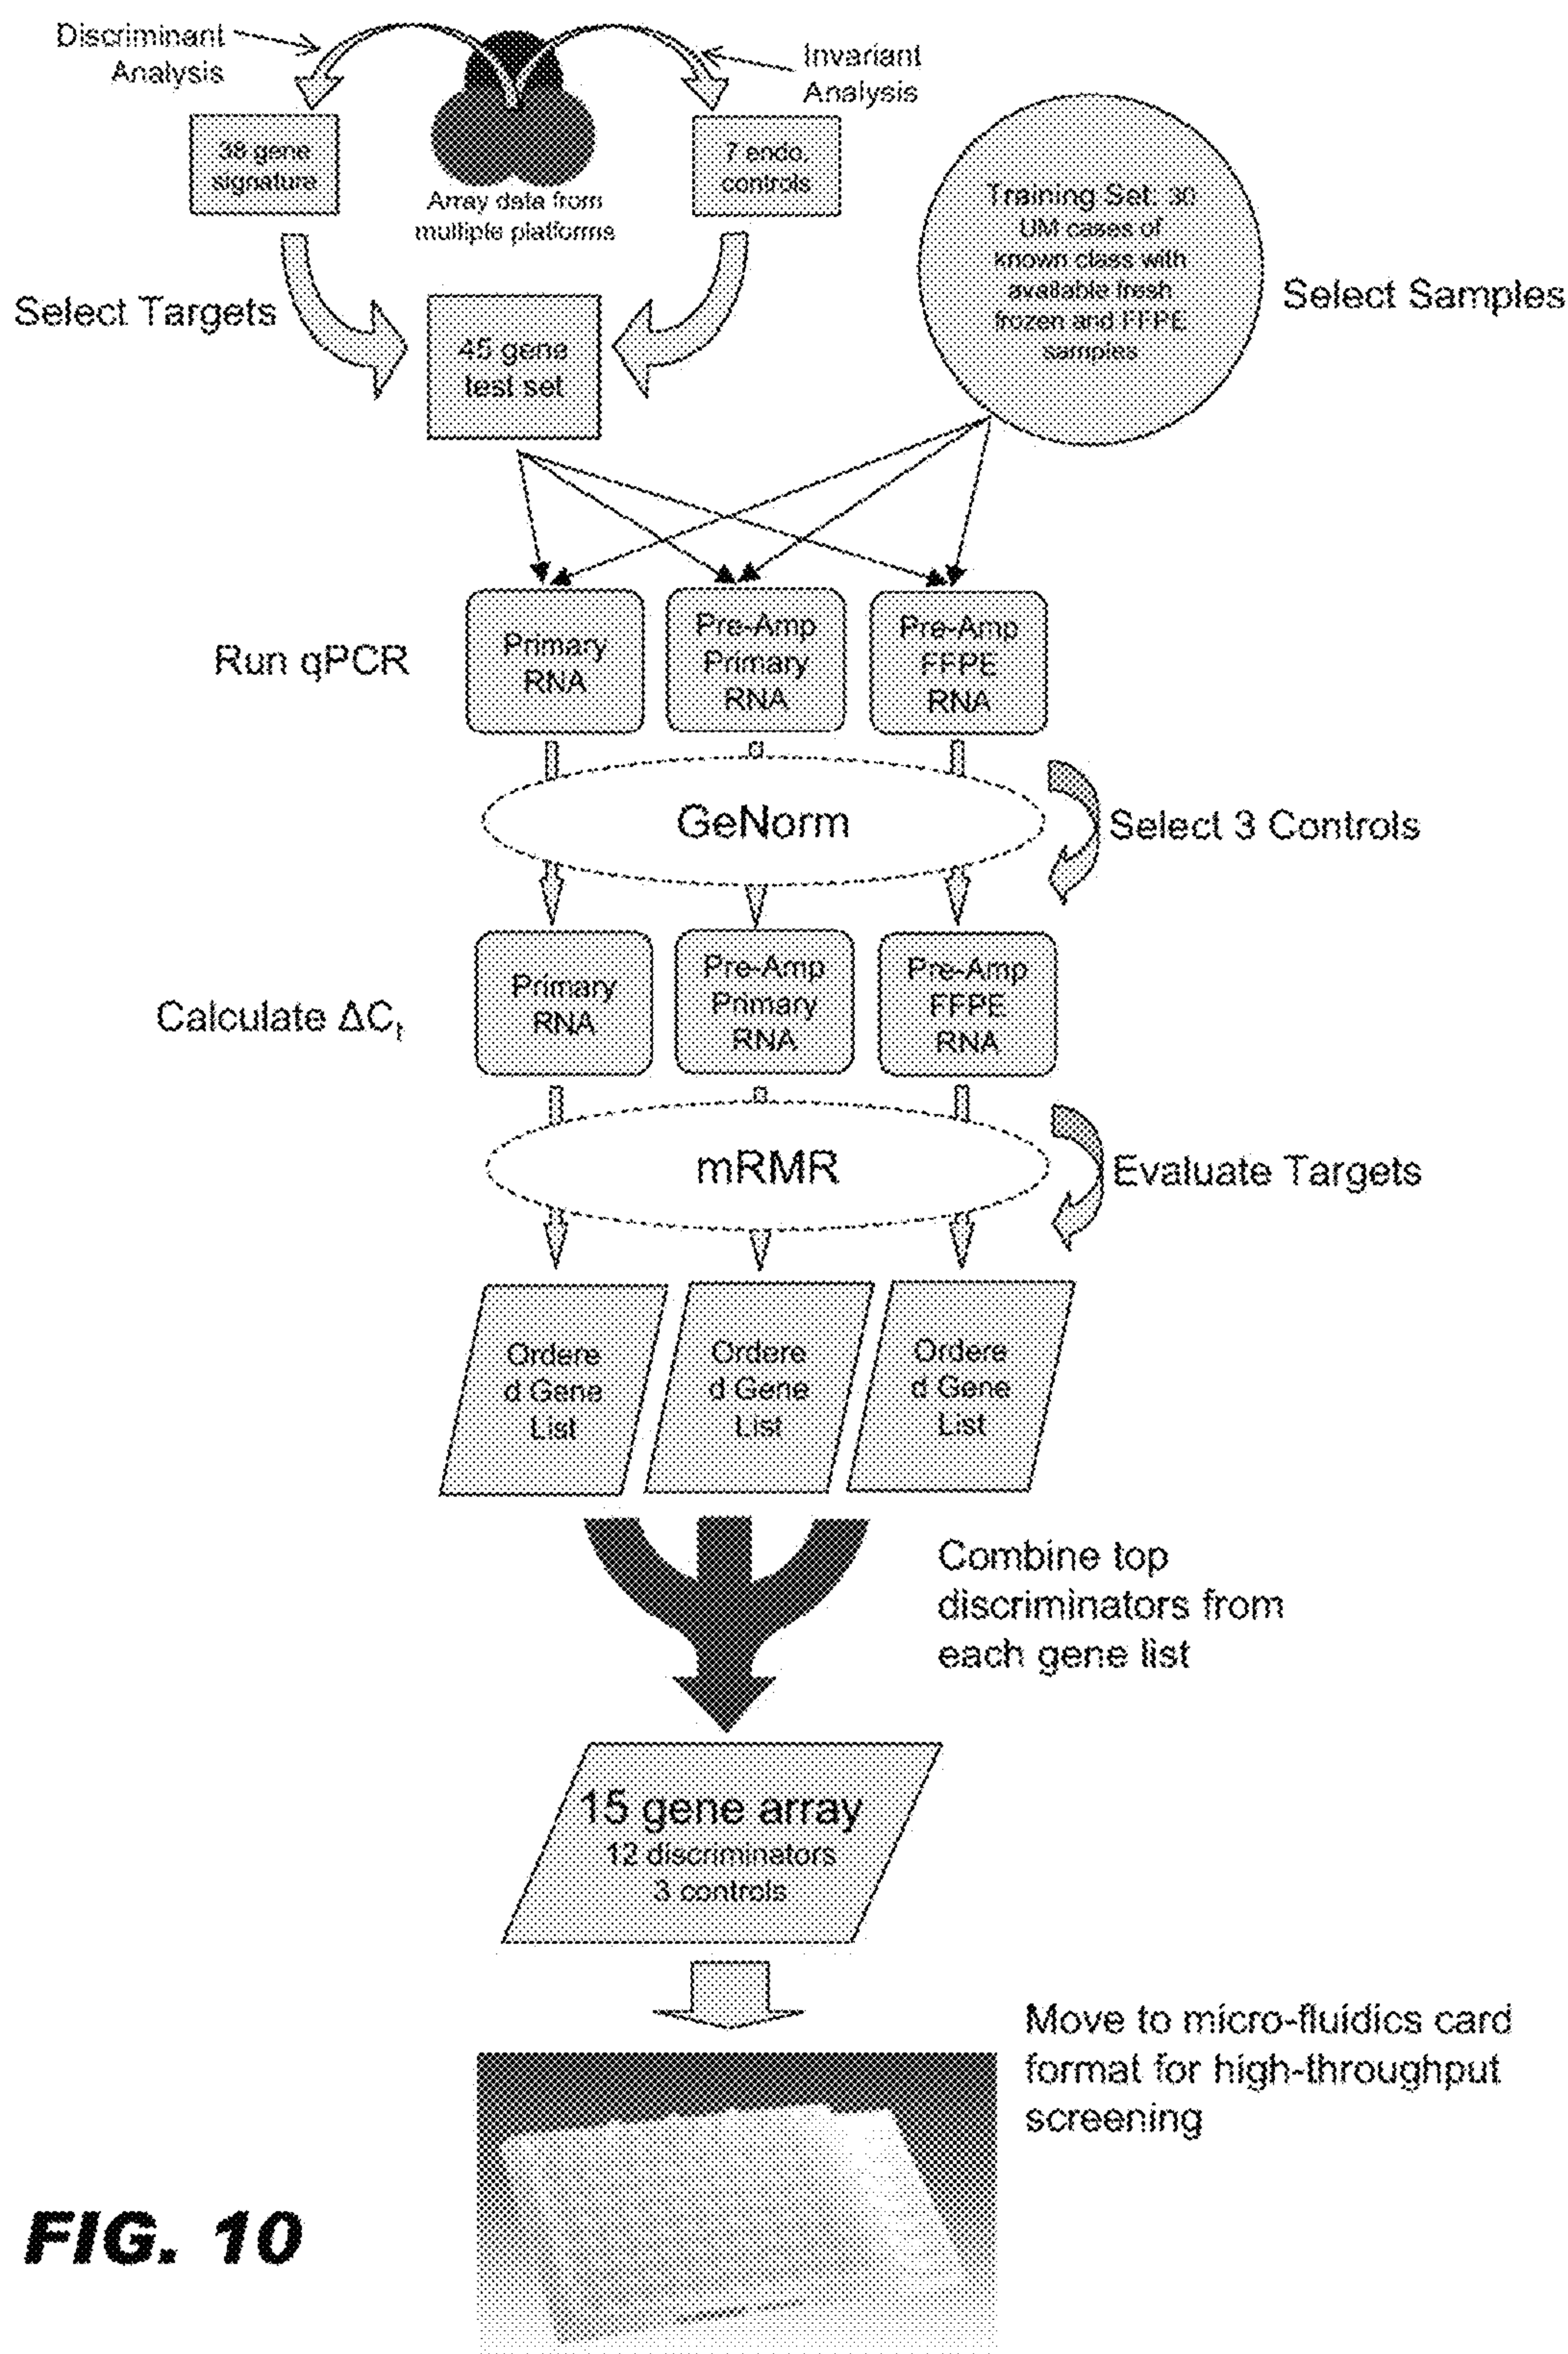 Discriminant
Analysis
Invariant
Analysis
38 gene
signature
Array data from
multiple platforms
7 endo.
controls
Training Set: 30
UM cases of
known class with
available fresh
frozen and FFPE
samples
Select Samples
Select Targets
45 gene
test set
Run qPCR
Primary
RNA
Pre-Amp
Primary
RNA
Pre-Amp
FFPE
RNA
GeNorm
Select 3 Controls
Calculate ΔCt
Primary
RNA
Pre-Amp
Primary
RNA
Pre-Amp
FFPE
RNA
mRMR
Evaluate Targets
Ordere
d Gene
List
Ordere
d Gene
List
Ordere
d Gene
List
Combine top
discriminators from
each gene list
15 gene array
12 discriminators
3 controls
Move to micro-fluidics card
format for high-throughput
screening
FIG. 10